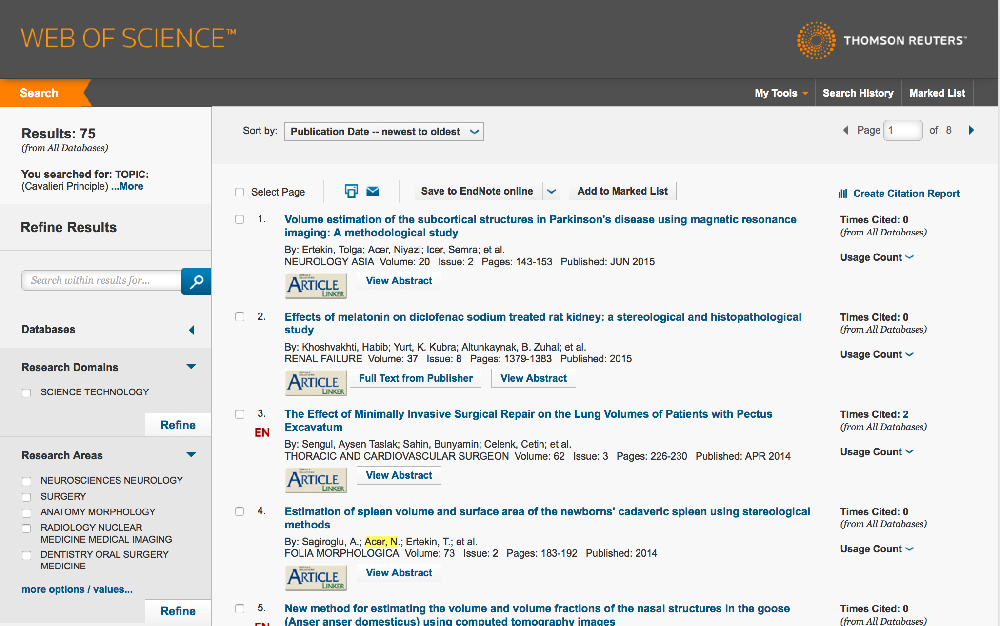 WEB OF SCIENCE™
THOMSON REUTERS™
Search
My Tools
Search History
Marked List
Results: 75
(from All Databases)
You searched for: TOPIC:
(Cavalieri Principle) ...More
Refine Results
Search within results for...
Databases
Research Domains
SCIENCE TECHNOLOGY
Refine
Research Areas
NEUROSCIENCES NEUROLOGY
SURGERY
ANATOMY MORPHOLOGY
RADIOLOGY NUCLEAR
MEDICINE MEDICAL IMAGING
DENTISTRY ORAL SURGERY
MEDICINE
more options / values...
Refine
Sort by: Publication Date -- newest to oldest
Page 1 of 8
Select Page
Save to EndNote online
Add to Marked List
Create Citation Report
1. Volume estimation of the subcortical structures in Parkinson's disease using magnetic resonance
imaging: A methodological study
By: Ertekin, Tolga; Acer, Niyazi; Icer, Semra; et al.
NEUROLOGY ASIA Volume: 20 Issue: 2 Pages: 143-153 Published: JUN 2015
ARTICLE
LINKER
View Abstract
Times Cited: 0
(from All Databases)
Usage Count
2. Effects of melatonin on diclofenac sodium treated rat kidney: a stereological and histopathological
study
By: Khoshvakhti, Habib; Yurt, K. Kubra; Altunkaynak, B. Zuhal; et al.
RENAL FAILURE Volume: 37 Issue: 8 Pages: 1379-1383 Published: 2015
ARTICLE
LINKER
Full Text from Publisher
View Abstract
Times Cited: 0
(from All Databases)
Usage Count
3. The Effect of Minimally Invasive Surgical Repair on the Lung Volumes of Patients with Pectus
EN Excavatum
By: Sengul, Aysen Taslak; Sahin, Bunyamin; Celenk, Cetin; et al.
THORACIC AND CARDIOVASCULAR SURGEON Volume: 62 Issue: 3 Pages: 226-230 Published: APR 2014
ARTICLE
LINKER
View Abstract
Times Cited: 2
(from All Databases)
Usage Count
4. Estimation of spleen volume and surface area of the newborns' cadaveric spleen using stereological
methods
By: Sagiroglu, A.; Acer, N.; Ertekin, T.; et al.
FOLIA MORPHOLOGICA Volume: 73 Issue: 2 Pages: 183-192 Published: 2014
ARTICLE
LINKER
View Abstract
Times Cited: 0
(from All Databases)
Usage Count
5. New method for estimating the volume and volume fractions of the nasal structures in the goose
EN (Anser anser domesticus) using computed tomography images
Times Cited: 0
(from All Databases)